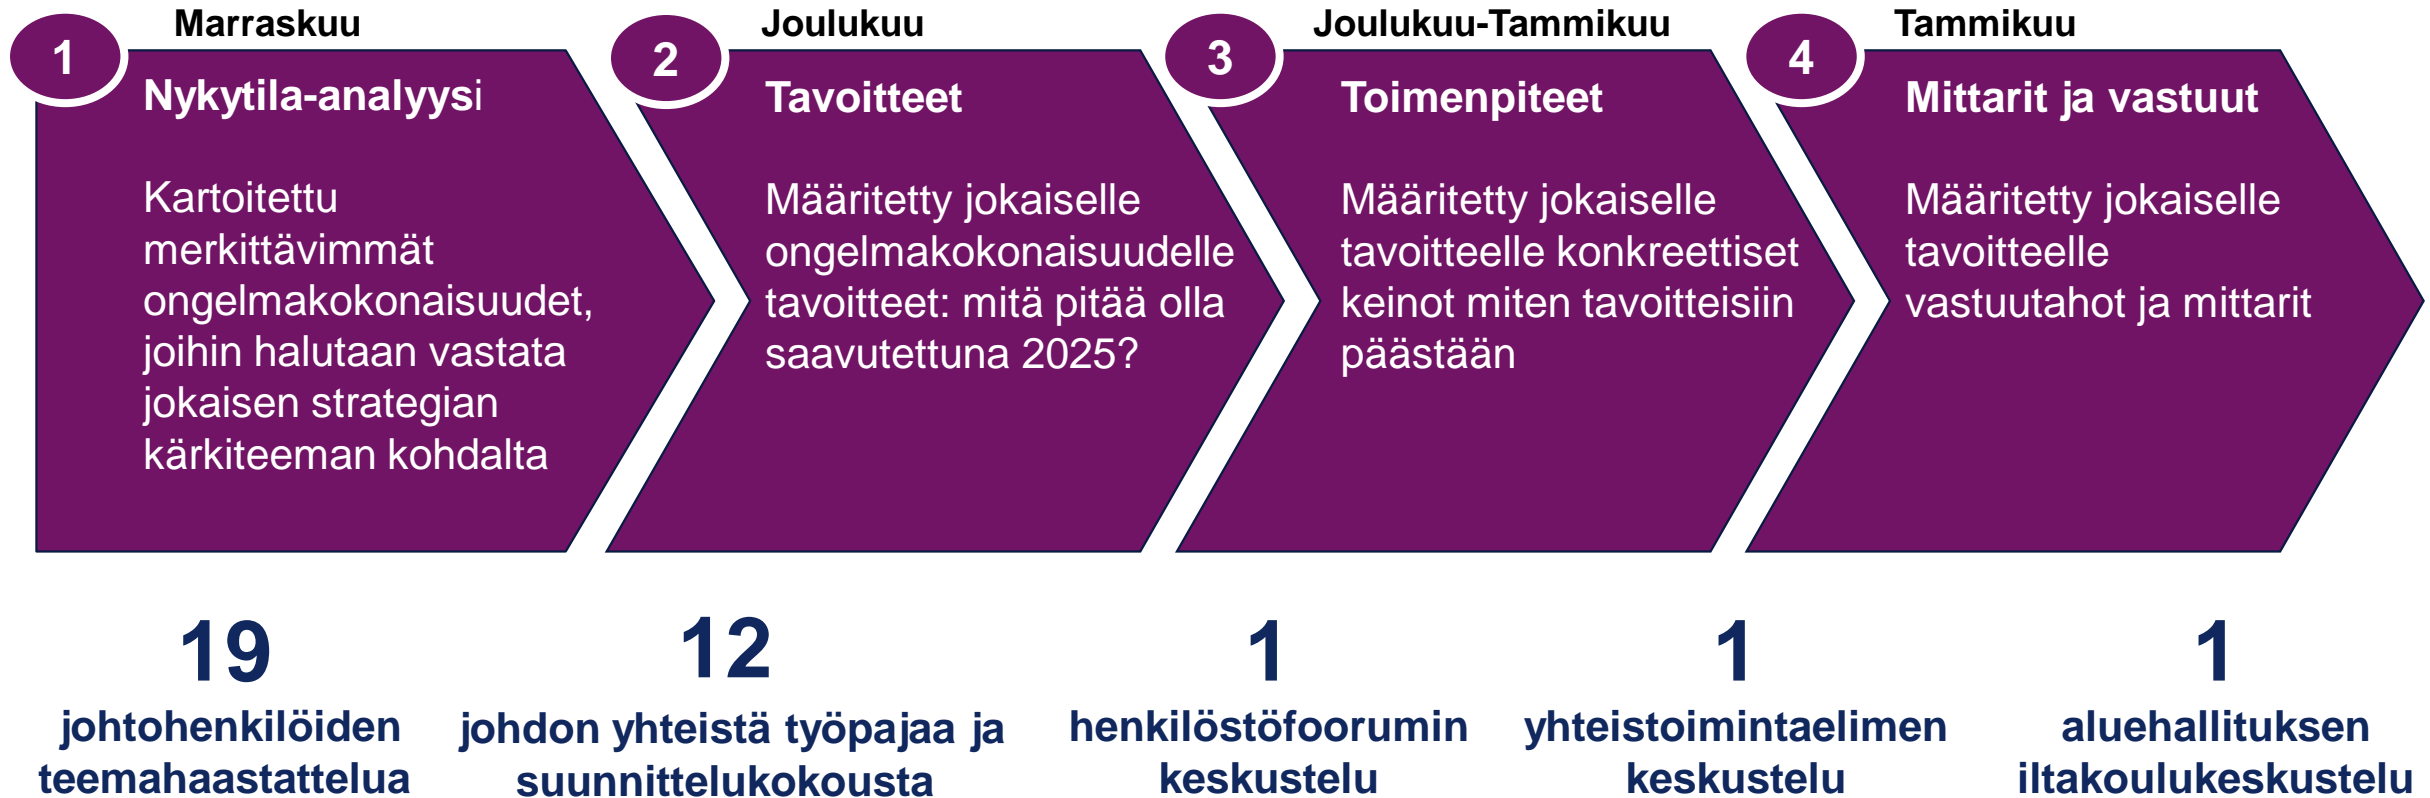 1
Marraskuu
Nykytila-analyysi
Kartoitettu
merkittävimmät
ongelmakokonaisuudet,
joihin halutaan vastata
jokaisen strategian
kärkiteeman kohdalta
2
Joulukuu
Tavoitteet
Määritetty jokaiselle
ongelmakokonaisuudelle
tavoitteet: mitä pitää olla
saavutettuna 2025?
3
Joulukuu-Tammikuu
Toimenpiteet
Määritetty jokaiselle
tavoitteelle konkreettiset
keinot miten tavoitteisiin
päästään
4
Tammikuu
Mittarit ja vastuut
Määritetty jokaiselle
tavoitteelle
vastuutahot ja mittarit
19
johtohenkilöiden
teemahaastattelua
12
johdon yhteistä työpajaa ja
suunnittelukokousta
1
henkilöstöfoorumin
keskustelu
1
yhteistoimintaelimen
keskustelu
1
aluehallituksen
iltakoulukeskustelu